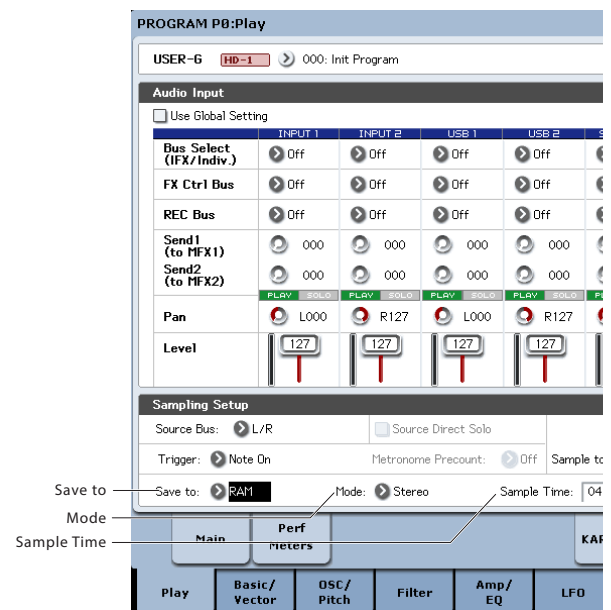 PROGRAM P0:Play
USER-G HD-1 000: Init Program
Audio Input
Use Global Setting
INPUT 1 INPUT 2 USB 1 USB 2 S
Bus Select (IFX/Indiv.) Off Off Off Off
FX Ctrl Bus Off Off Off Off
REC Bus Off Off Off Off
Send1 (to MFX1) 000 000 000 000
Send2 (to MFX2) 000 000 000 000
PLAY SOLO PLAY SOLO PLAY SOLO PLAY SOLO
Pan L000 R127 L000 R127
Level 127 127 127 127
Sampling Setup
Source Bus: L/R Source Direct Solo
Trigger: Note On Metronome Precount: Off Sample to
Save to Save to: RAM Mode: Stereo Sample Time: 04
Mode
Sample Time
Main Perf Meters KAR
Play Basic/ Vector OSC/ Pitch Filter Amp/ EQ LFO